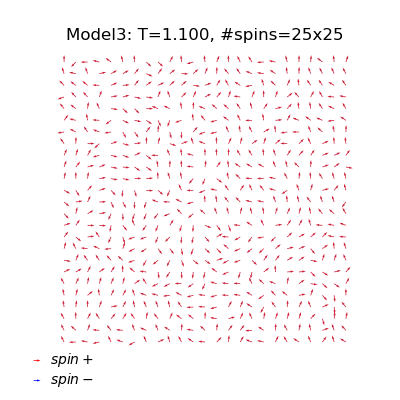 Model3: T=1.100, #spins=25x25
spin +
spin −